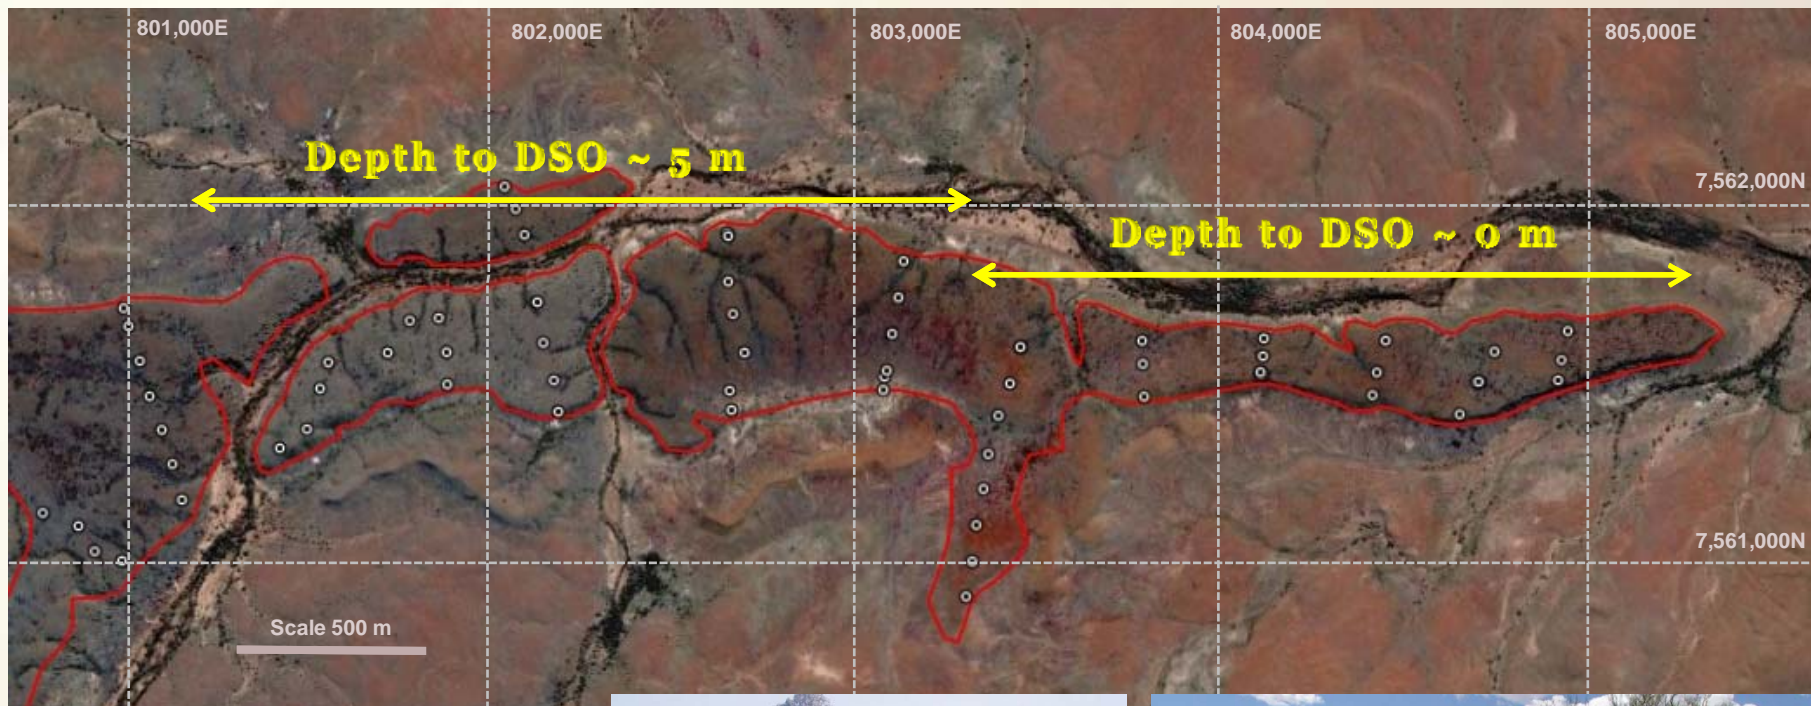 801,000E
802,000E
803,000E
804,000E
805,000E
Depth to DSO ~ 5 m
7,562,000N
Depth to DSO ~ 0 m
7,561,000N
Scale 500 m